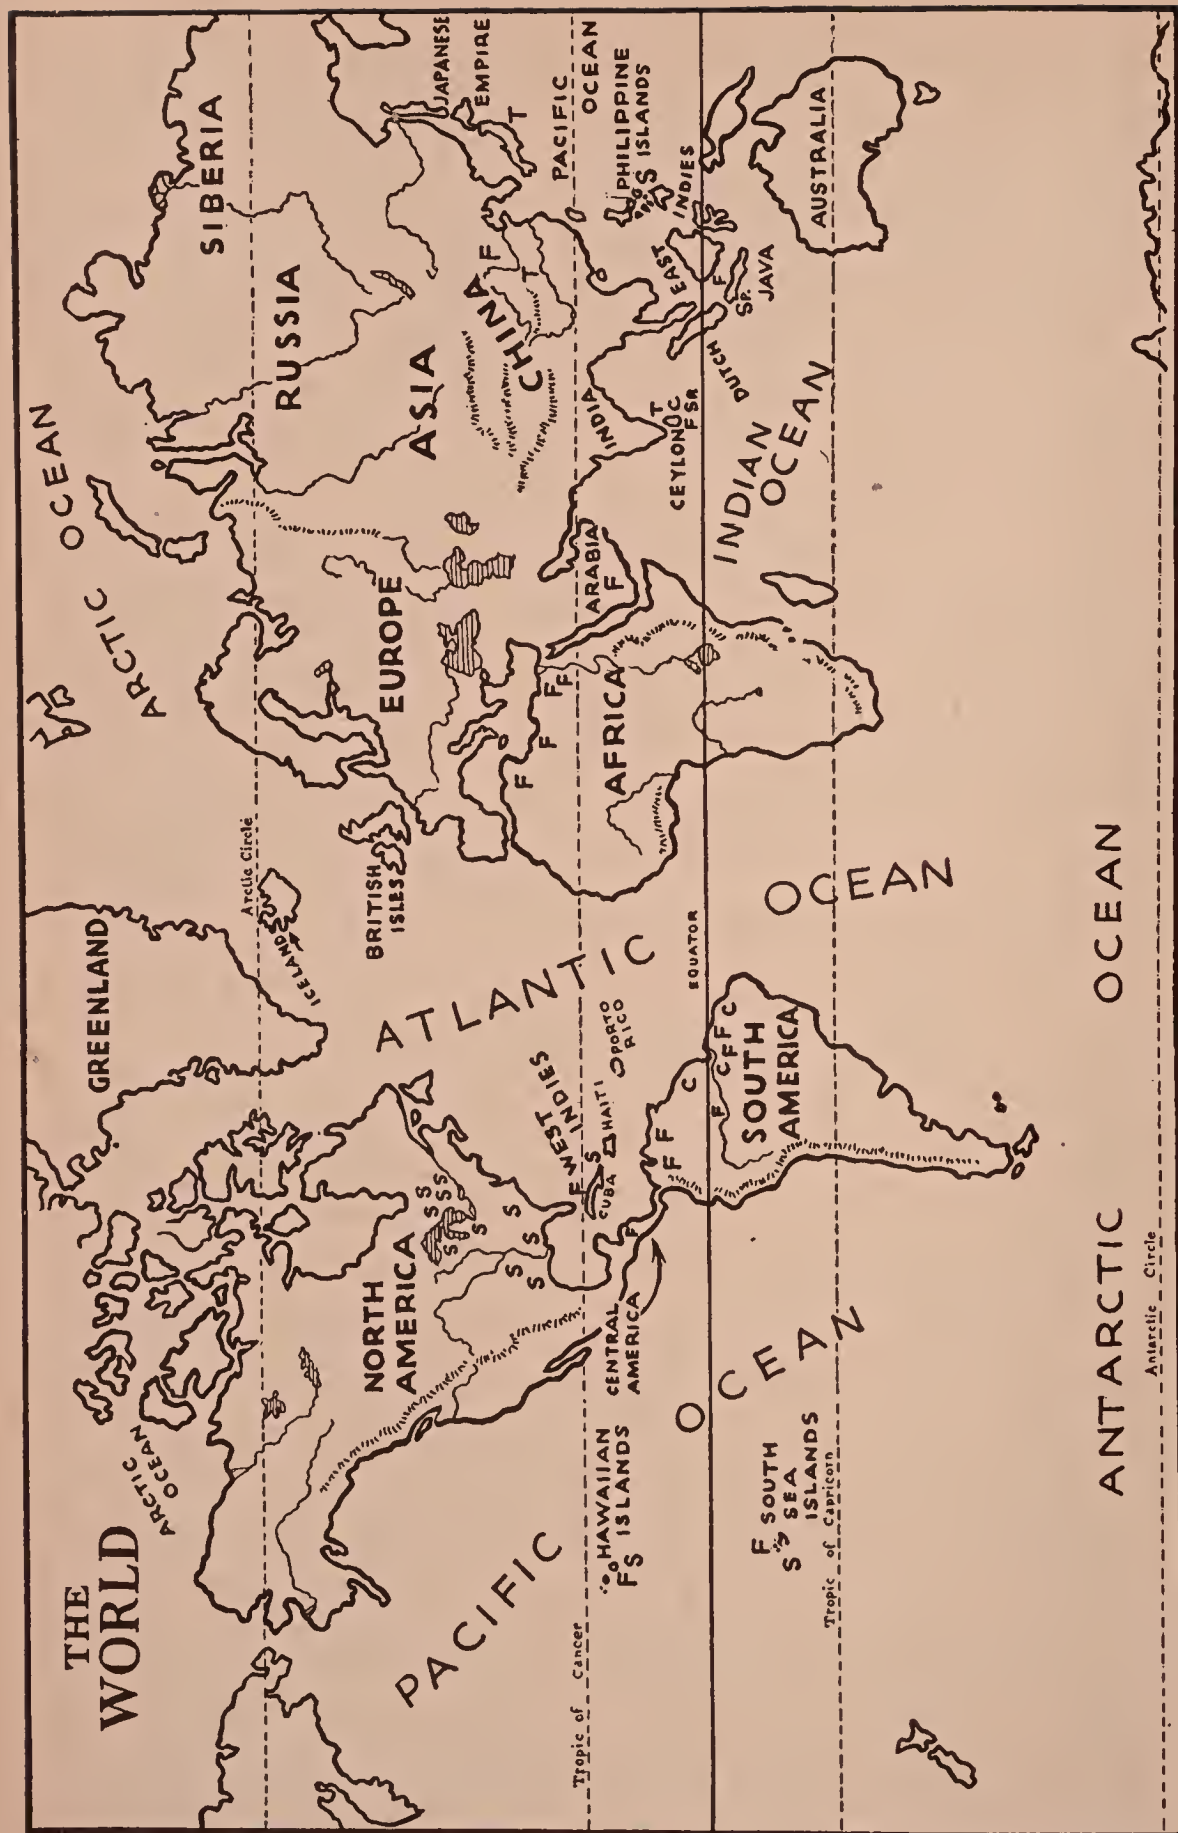 THE
WORLD
ARCTIC
OCEAN
GREENLAND
ARCTIC OCEAN
SIBERIA
RUSSIA
Arctic Circle
ICELAND
NORTH
AMERICA
BRITISH
ISLES
EUROPE
ASIA
JAPANESE
EMPIRE
T
CHINA
F
T
S
S
S
S
S
S
S
S
S
S
S
PACIFIC
OCEAN
ATLANTIC
OCEAN
PACIFIC
OCEAN
Tropic of Cancer
HAWAIIAN
ISLANDS
F S
CENTRAL
AMERICA
F
F
WEST
INDIES
CUBA
S
HAITI
PORTO
RICO
F
F
F
F
AFRICA
ARABIA
F
INDIA
CEYLON
T
C
F S R
PHILIPPINE
ISLANDS
S
EAST
INDIES
DUTCH
F
SP.
JAVA
EQUATOR
F
F
C
F
C
F
F
C
SOUTH
AMERICA
F
S
SOUTH
SEA
ISLANDS
Tropic of Capricorn
INDIAN
OCEAN
AUSTRALIA
ANTARCTIC OCEAN
Antarctic Circle